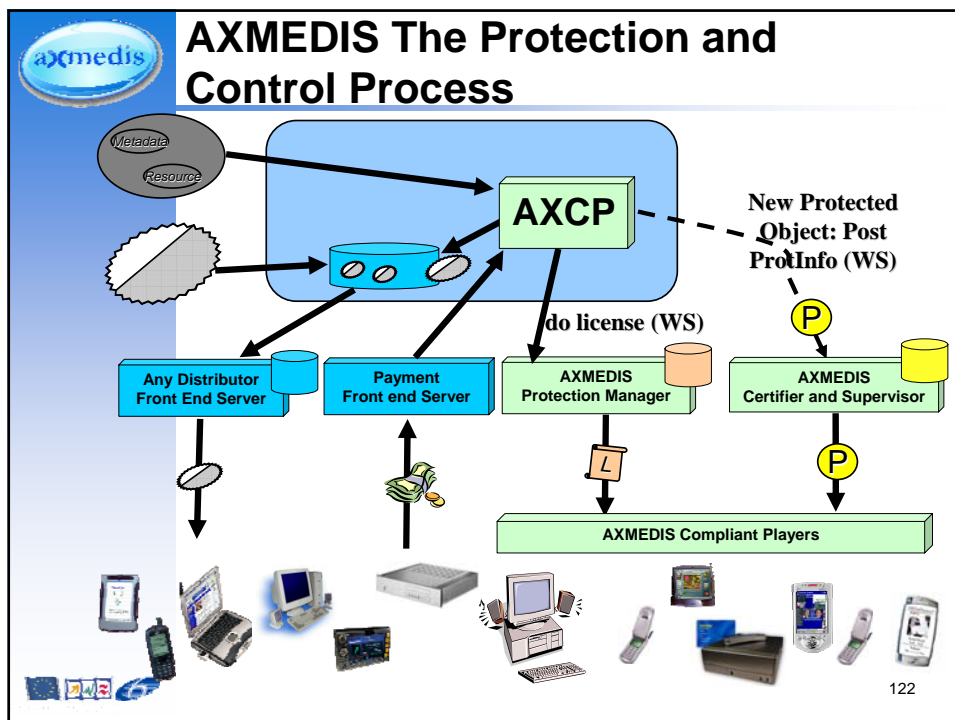 axmedis
AXMEDIS The Protection and
Control Process
Metadata
Resource
AXCP
New Protected
Object: Post
ProtInfo (WS)
do license (WS)
P
Any Distributor
Front End Server
Payment
Front end Server
AXMEDIS
Protection Manager
AXMEDIS
Certifier and Supervisor
L
P
AXMEDIS Compliant Players
122